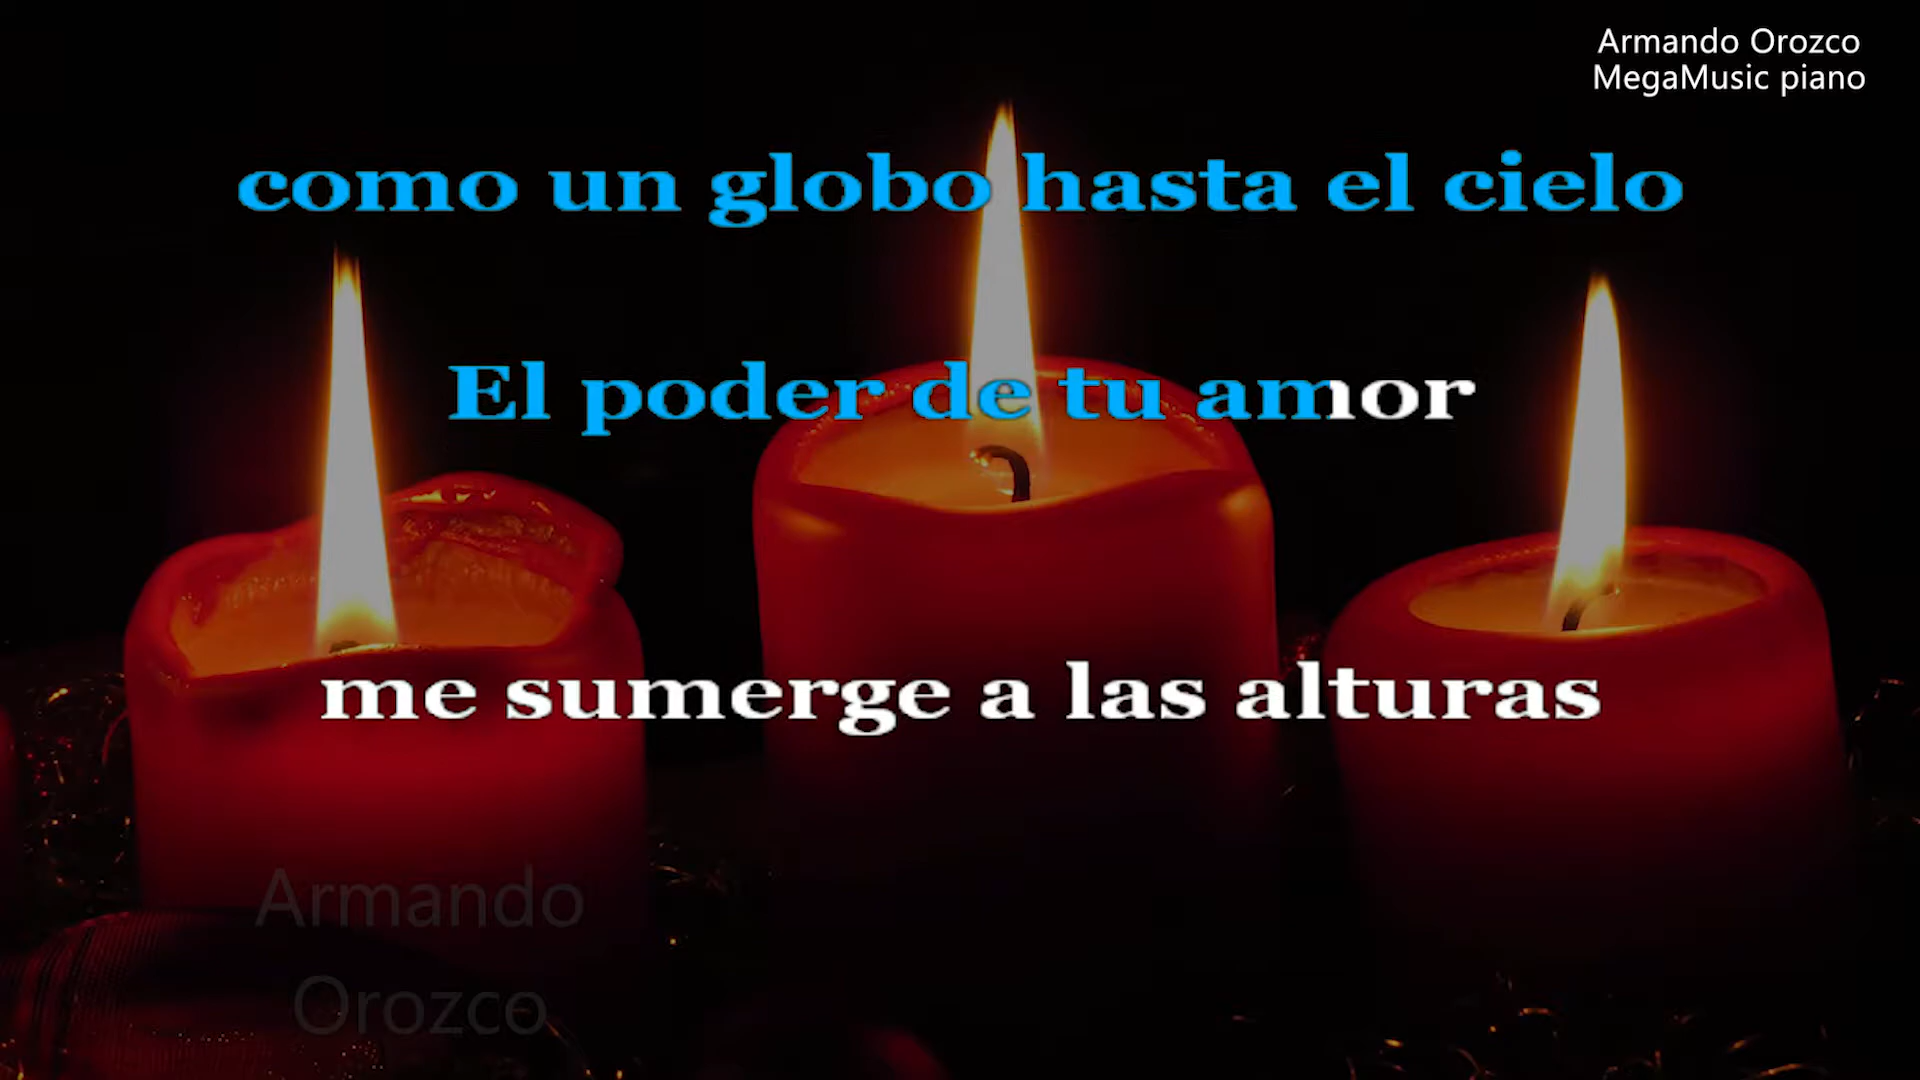 Armando Orozco
MegaMusic piano
como un globo hasta el cielo
El poder de tu amor
me sumerge a las alturas
Armando
Orozco